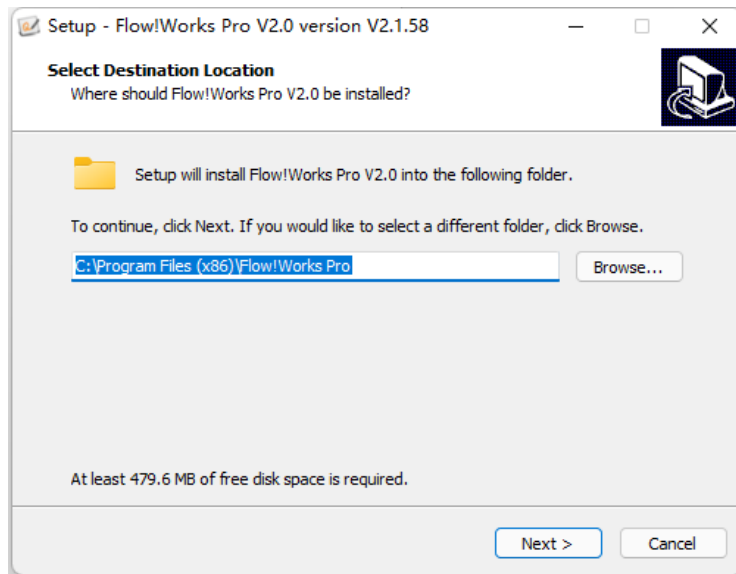 Setup - Flow!Works Pro V2.0 version V2.1.58
Select Destination Location
Where should Flow!Works Pro V2.0 be installed?
Setup will install Flow!Works Pro V2.0 into the following folder.
To continue, click Next. If you would like to select a different folder, click Browse.
C:\Program Files (x86)\Flow!Works Pro
Browse...
At least 479.6 MB of free disk space is required.
Next >
Cancel